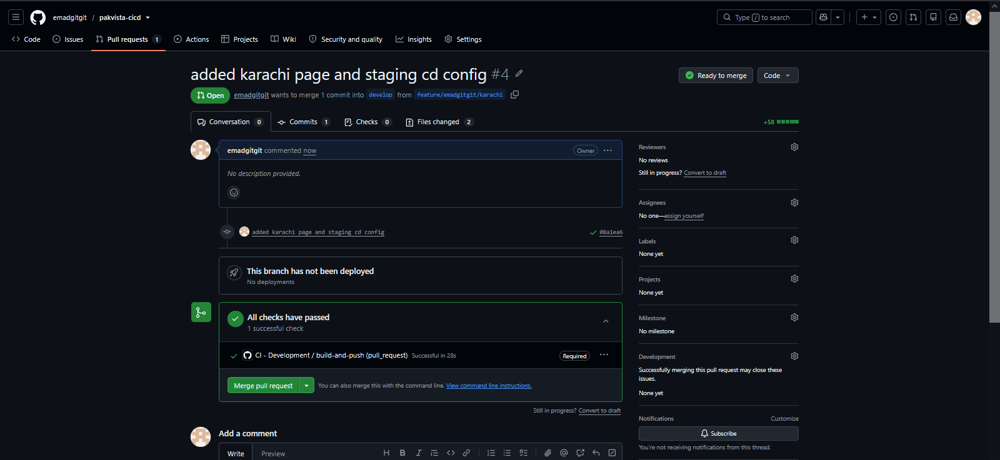 emadgitgit / pakvista-cicd
Type / to search
Code Issues Pull requests 1 Actions Projects Wiki Security and quality Insights Settings
added karachi page and staging cd config #4
Ready to merge
Code
Open
emadgitgit wants to merge 1 commit into develop from feature/emadgitgit/karachi
Conversation 0 Commits 1 Checks 0 Files changed 2
+58
emadgitgit commented now
Owner
No description provided.
added karachi page and staging cd config
08a1ea6
This branch has not been deployed
No deployments
All checks have passed
1 successful check
CI - Development / build-and-push (pull_request) Successful in 28s
Required
Merge pull request
You can also merge this with the command line. View command line instructions.
Still in progress? Convert to draft
Add a comment
Write Preview
Reviewers
No reviews
Still in progress? Convert to draft
Assignees
No one—assign yourself
Labels
None yet
Projects
None yet
Milestone
No milestone
Development
Successfully merging this pull request may close these
issues.
None yet
Notifications
Customize
Subscribe
You're not receiving notifications from this thread.